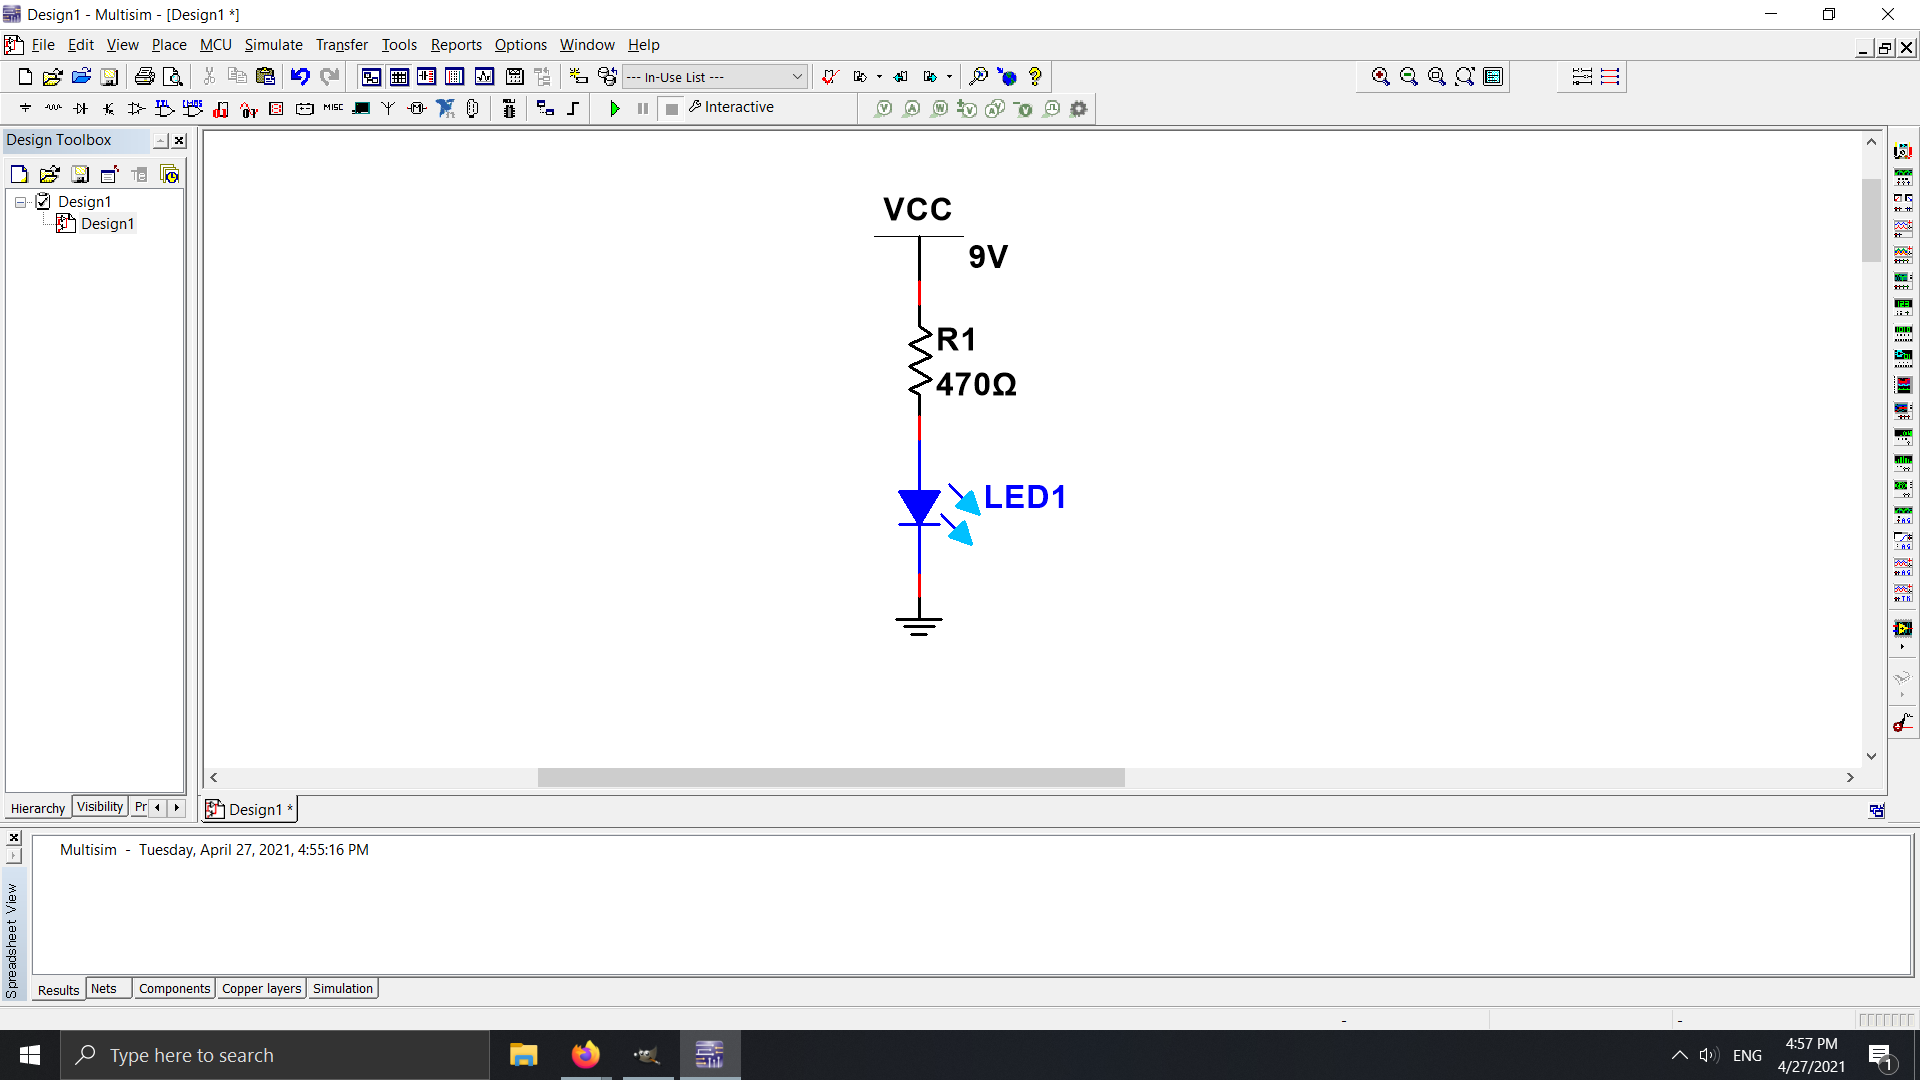 Design1 - Multisim - [Design1 *]
File Edit View Place MCU Simulate Transfer Tools Reports Options Window Help
--- In-Use List ---
MISC Interactive
Design Toolbox
Design1
Design1
VCC
9V
R1
470Ω
LED1
Hierarchy Visibility Pr
Design1 *
Multisim - Tuesday, April 27, 2021, 4:55:16 PM
Spreadsheet View
Results Nets Components Copper layers Simulation
Type here to search
ENG
4:57 PM
4/27/2021
1